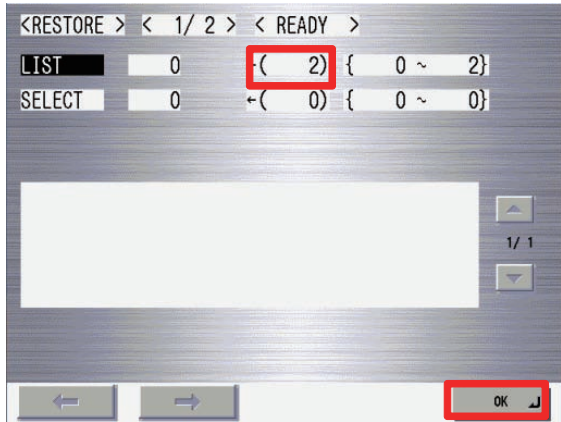 <RESTORE > < 1/ 2 > < READY >
LIST 0 ←( 2) { 0 ~ 2}
SELECT 0 ←( 0) { 0 ~ 0}
1/ 1
OK